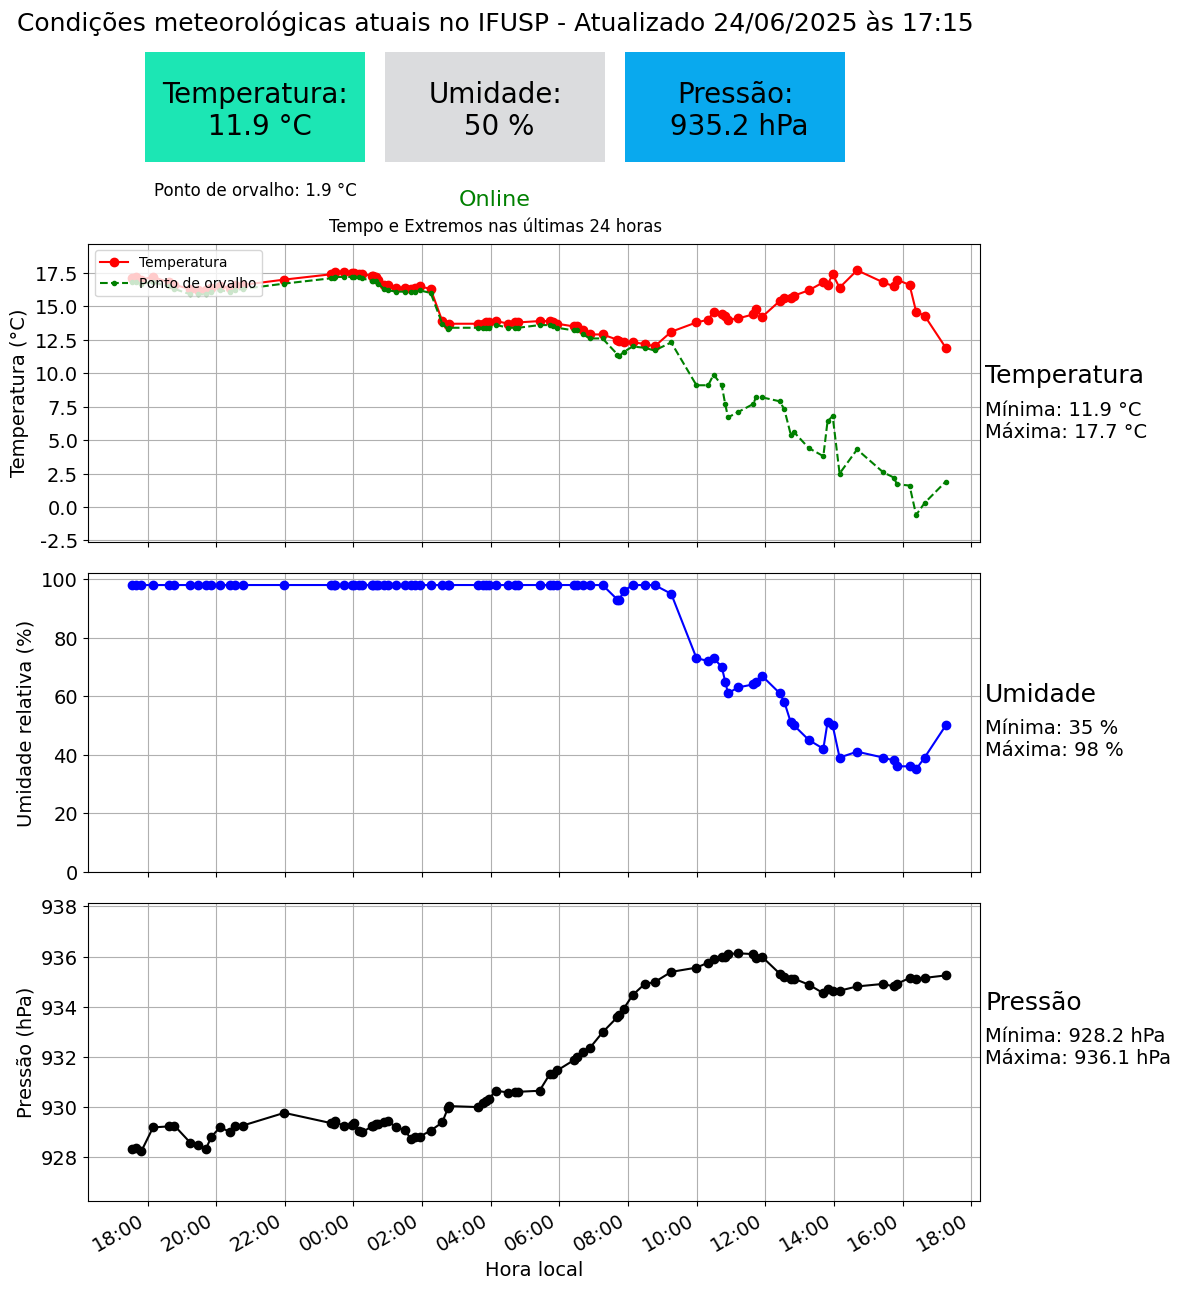 Condições meteorológicas atuais no IFUSP - Atualizado 24/06/2025 às 17:15
Temperatura:
11.9 °C
Umidade:
50 %
Pressão:
935.2 hPa
Ponto de orvalho: 1.9 °C
Online
Tempo e Extremos nas últimas 24 horas
Temperatura
Ponto de orvalho
Temperatura (°C)
17.5
15.0
12.5
10.0
7.5
5.0
2.5
0.0
-2.5
Temperatura
Mínima: 11.9 °C
Máxima: 17.7 °C
Umidade relativa (%)
100
80
60
40
20
0
Umidade
Mínima: 35 %
Máxima: 98 %
Pressão (hPa)
938
936
934
932
930
928
Pressão
Mínima: 928.2 hPa
Máxima: 936.1 hPa
18:00 20:00 22:00 00:00 02:00 04:00 06:00 08:00 10:00 12:00 14:00 16:00 18:00
Hora local